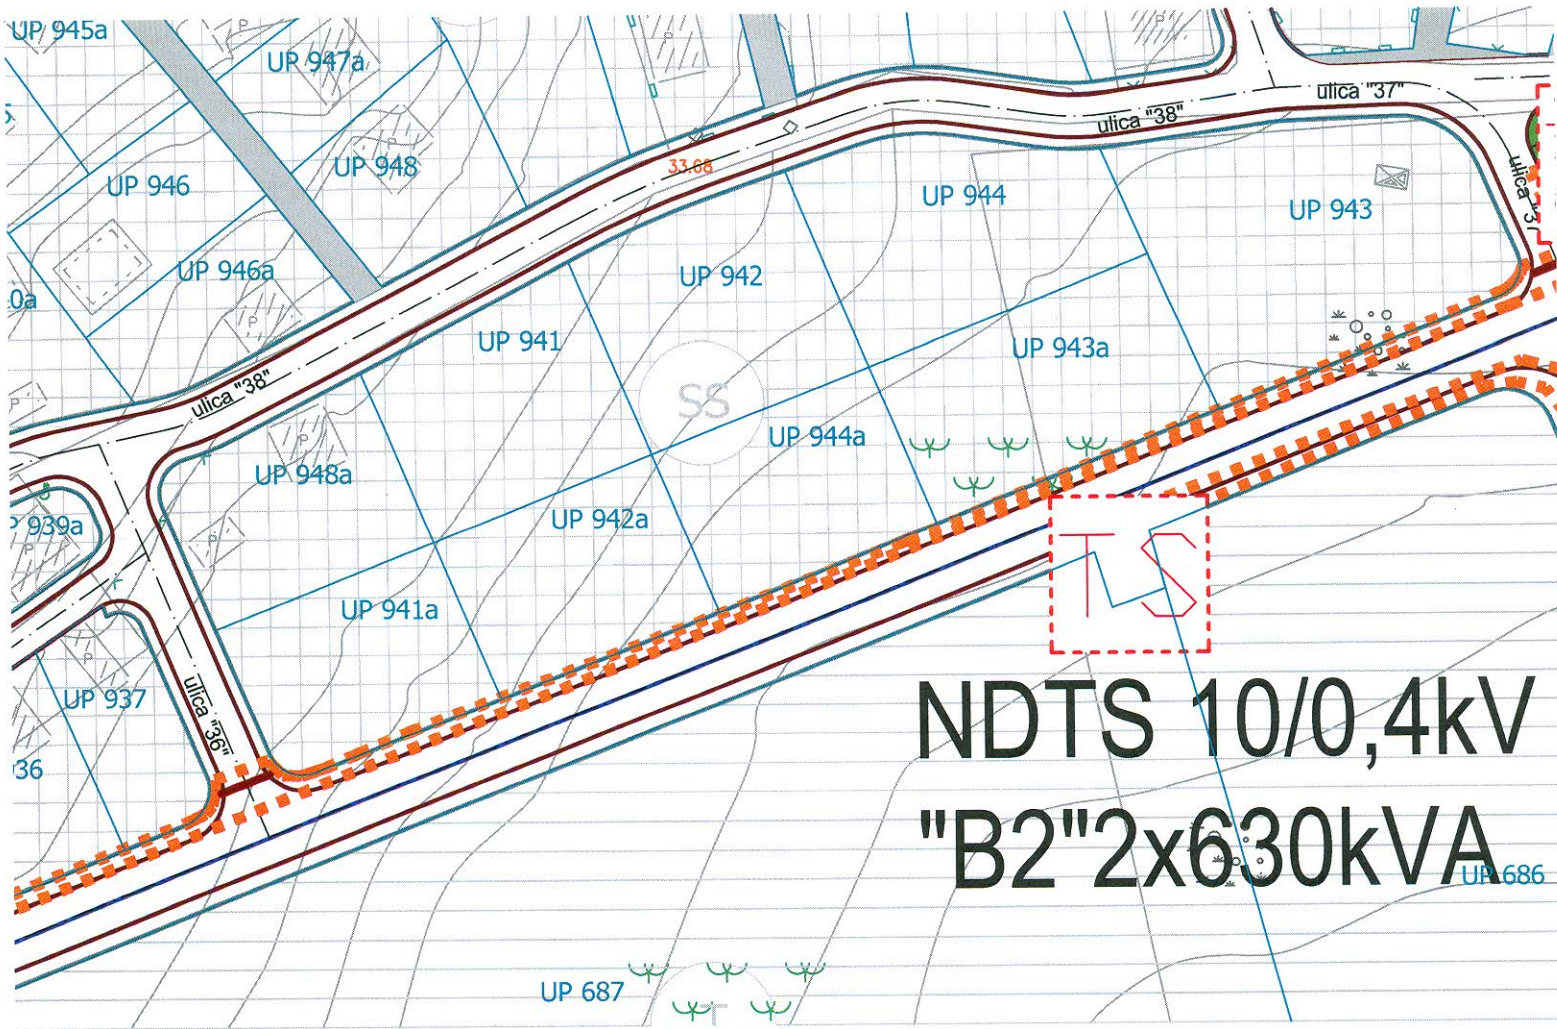 UP 945a
UP 947a
UP 948
UP 946
UP 946a
0a
ulica "37"
ulica "38"
33.68
UP 944
UP 943
ulica "37
UP 942
UP 941
UP 943a
ulica "38"
SS
UP 944a
UP 948a
UP 942a
P 939a
TS
UP 941a
UP 937
ulica "36"
36
NDTS 10/0,4kV
"B2"2x630kVA
UP 686
UP 687
T
P
P
P
P
P
P
P
P
P
P